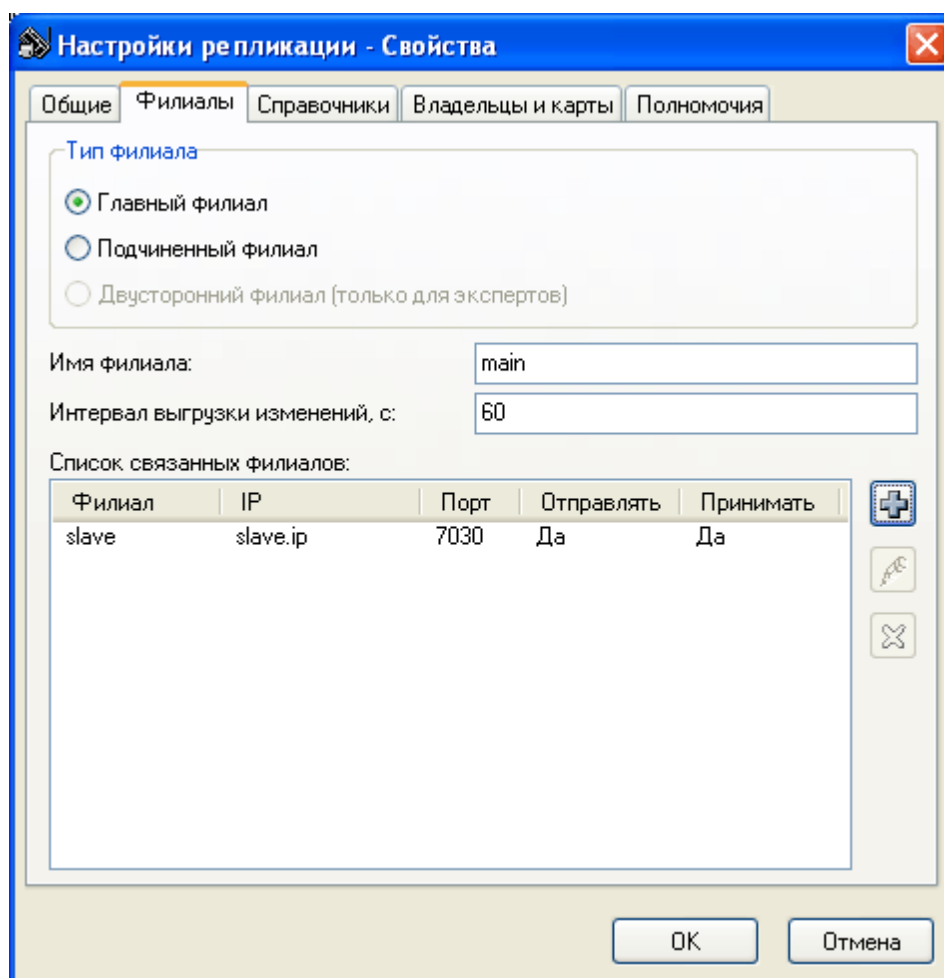 Настройки репликации - Свойства
Общие Филиалы Справочники Владельцы и карты Полномочия
Тип филиала
Главный филиал
Подчиненный филиал
Двусторонний филиал (только для экспертов)
Имя филиала: main
Интервал выгрузки изменений, с: 60
Список связанных филиалов:
Филиал IP Порт Отправлять Принимать
slave slave.ip 7030 Да Да
OK Отмена